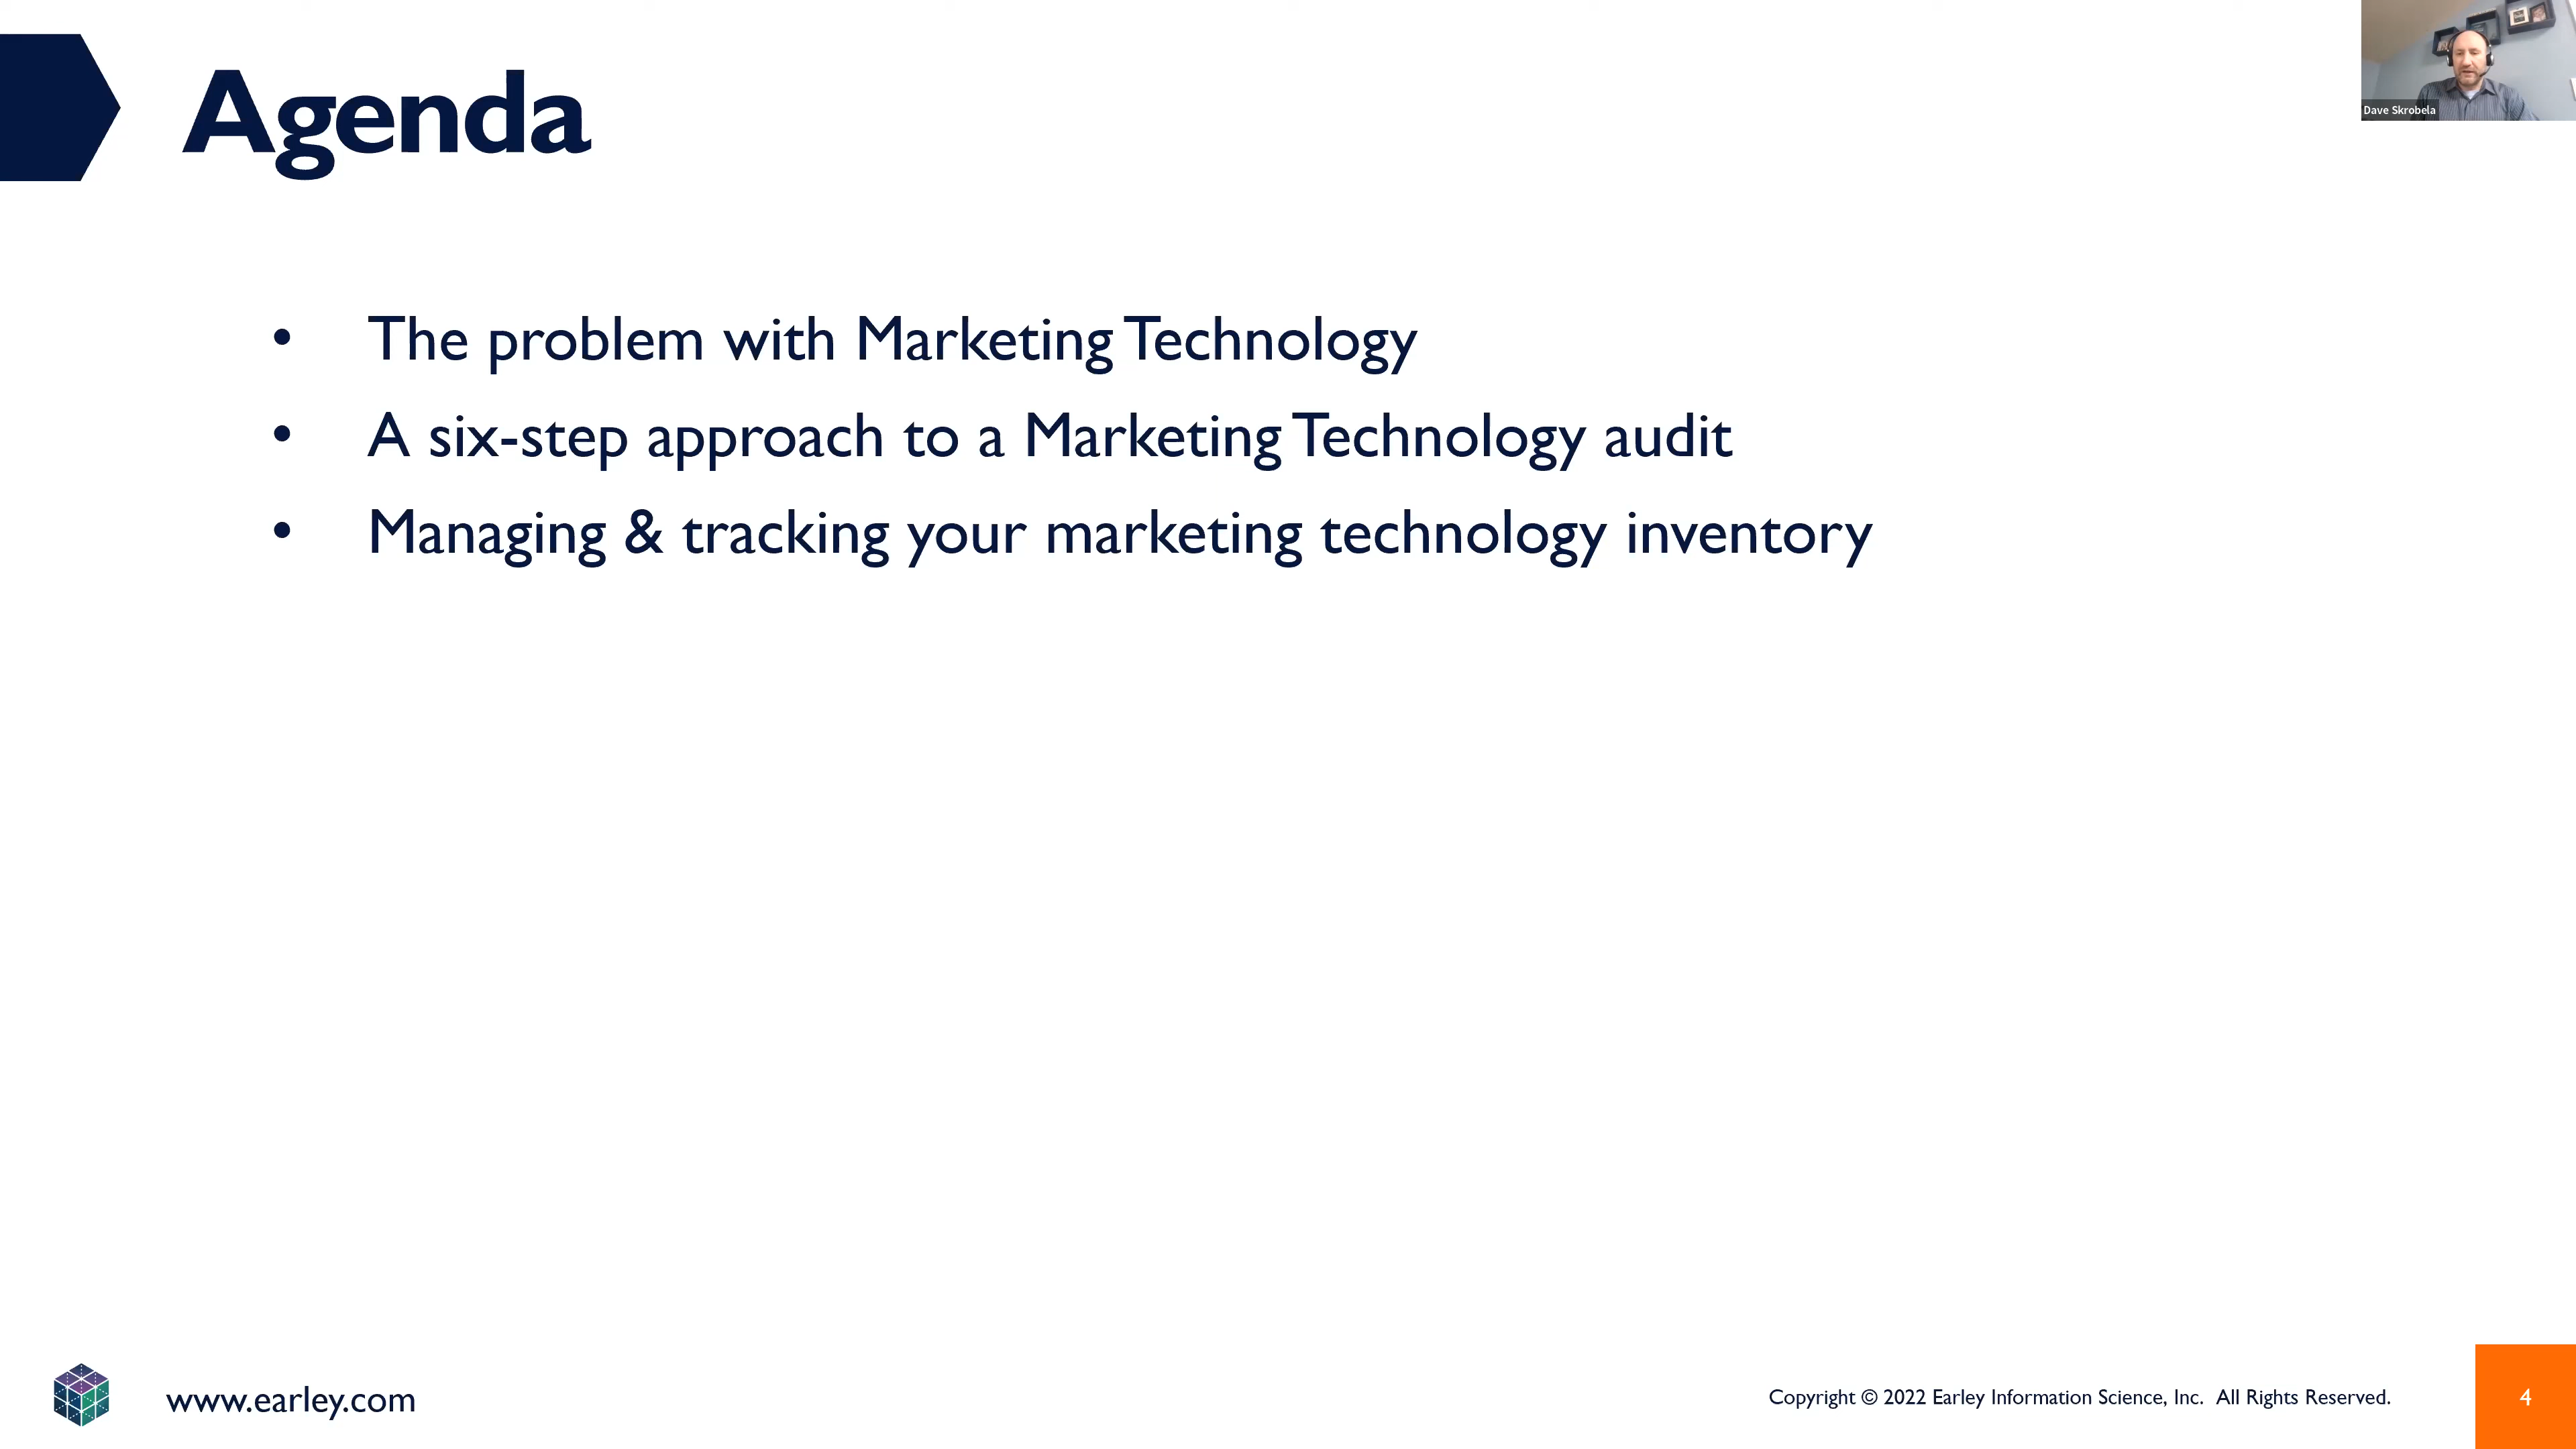 Agenda
Dave Skrobela
• The problem with Marketing Technology
• A six-step approach to a Marketing Technology audit
• Managing & tracking your marketing technology inventory
www.earley.com
Copyright © 2022 Earley Information Science, Inc. All Rights Reserved.
4